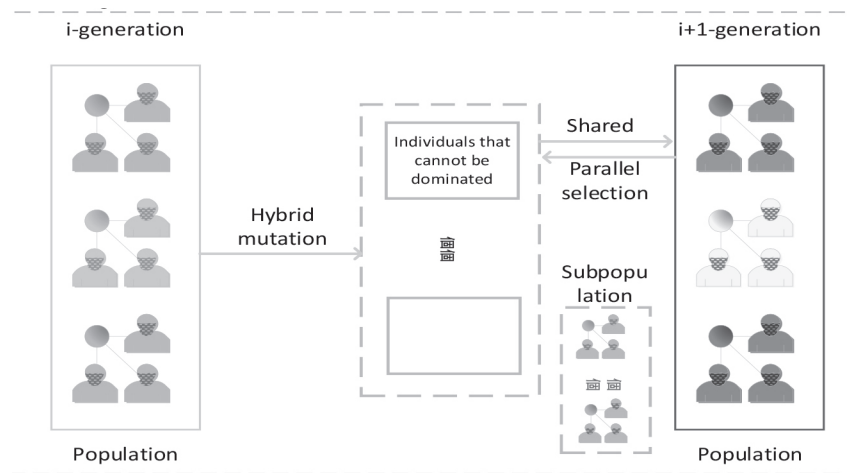 i-generation
i+1-generation
Individuals that
cannot be
dominated
Shared
Parallel
selection
Hybrid
mutation
Subpopu
lation
Population
Population